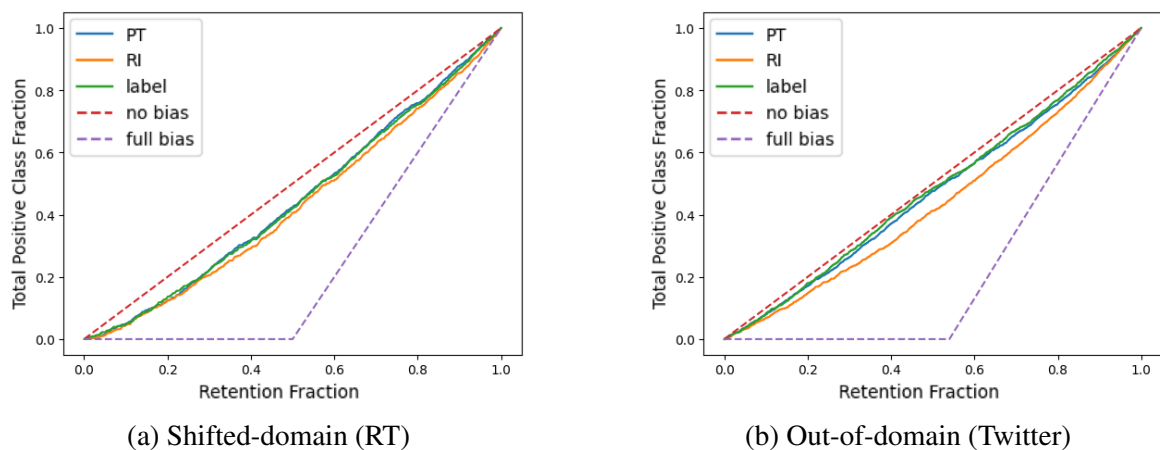 1.0
0.8
0.6
0.4
0.2
0.0
Total Positive Class Fraction
PT
RI
label
no bias
full bias
0.0 0.2 0.4 0.6 0.8 1.0
Retention Fraction
(a) Shifted-domain (RT)
1.0
0.8
0.6
0.4
0.2
0.0
Total Positive Class Fraction
PT
RI
label
no bias
full bias
0.0 0.2 0.4 0.6 0.8 1.0
Retention Fraction
(b) Out-of-domain (Twitter)